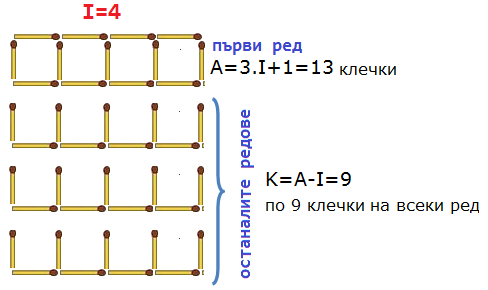 I=4
първи ред
A=3.I+1=13 клечки
останалите редове
K=A-I=9
по 9 клечки на всеки ред